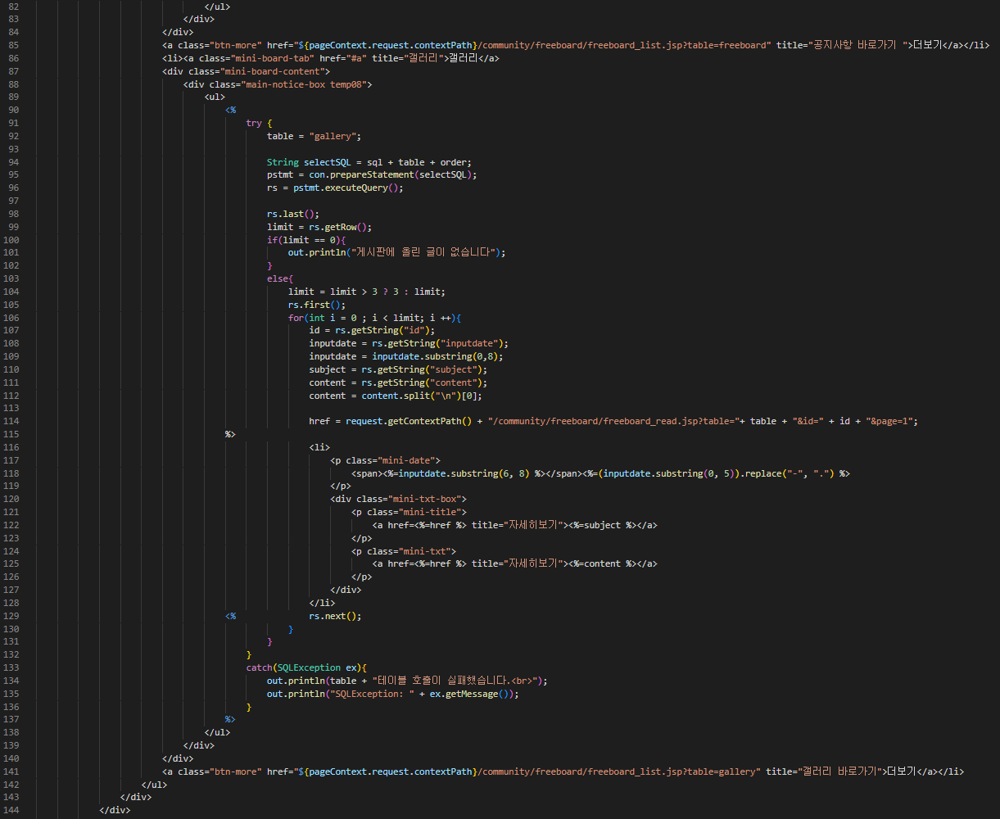 82 </ul>
83 </div>
84 </div>
85 <a class="btn-more" href="${pageContext.request.contextPath}/community/freeboard/freeboard_list.jsp?table=freeboard" title="공지사항 바로가기 ">더보기</a></li>
86 <li><a class="mini-board-tab" href="#a" title="갤러리">갤러리</a>
87 <div class="mini-board-content">
88 <div class="main-notice-box temp08">
89 <ul>
90 <%
91 try {
92 table = "gallery";
93
94 String selectSQL = sql + table + order;
95 pstmt = con.prepareStatement(selectSQL);
96 rs = pstmt.executeQuery();
97
98 rs.last();
99 limit = rs.getRow();
100 if(limit == 0){
101 out.println("게시판에 올린 글이 없습니다");
102 }
103 else{
104 limit = limit > 3 ? 3 : limit;
105 rs.first();
106 for(int i = 0 ; i < limit; i ++){
107 id = rs.getString("id");
108 inputdate = rs.getString("inputdate");
109 inputdate = inputdate.substring(0,8);
110 subject = rs.getString("subject");
111 content = rs.getString("content");
112 content = content.split("\n")[0];
113
114 href = request.getContextPath() + "/community/freeboard/freeboard_read.jsp?table="+ table + "&id=" + id + "&page=1";
115 %>
116 <li>
117 <p class="mini-date">
118 <span><%=inputdate.substring(6, 8) %></span><%=(inputdate.substring(0, 5)).replace("-", ".") %>
119 </p>
120 <div class="mini-txt-box">
121 <p class="mini-title">
122 <a href=<%=href %> title="자세히보기"><%=subject %></a>
123 </p>
124 <p class="mini-txt">
125 <a href=<%=href %> title="자세히보기"><%=content %></a>
126 </p>
127 </div>
128 </li>
129 <% rs.next();
130 }
131 }
132 }
133 catch(SQLException ex){
134 out.println(table + "테이블 호출이 실패했습니다.<br>");
135 out.println("SQLException: " + ex.getMessage());
136 }
137 %>
138 </ul>
139 </div>
140 </div>
141 <a class="btn-more" href="${pageContext.request.contextPath}/community/freeboard/freeboard_list.jsp?table=gallery" title="갤러리 바로가기">더보기</a></li>
142 </ul>
143 </div>
144 </div>